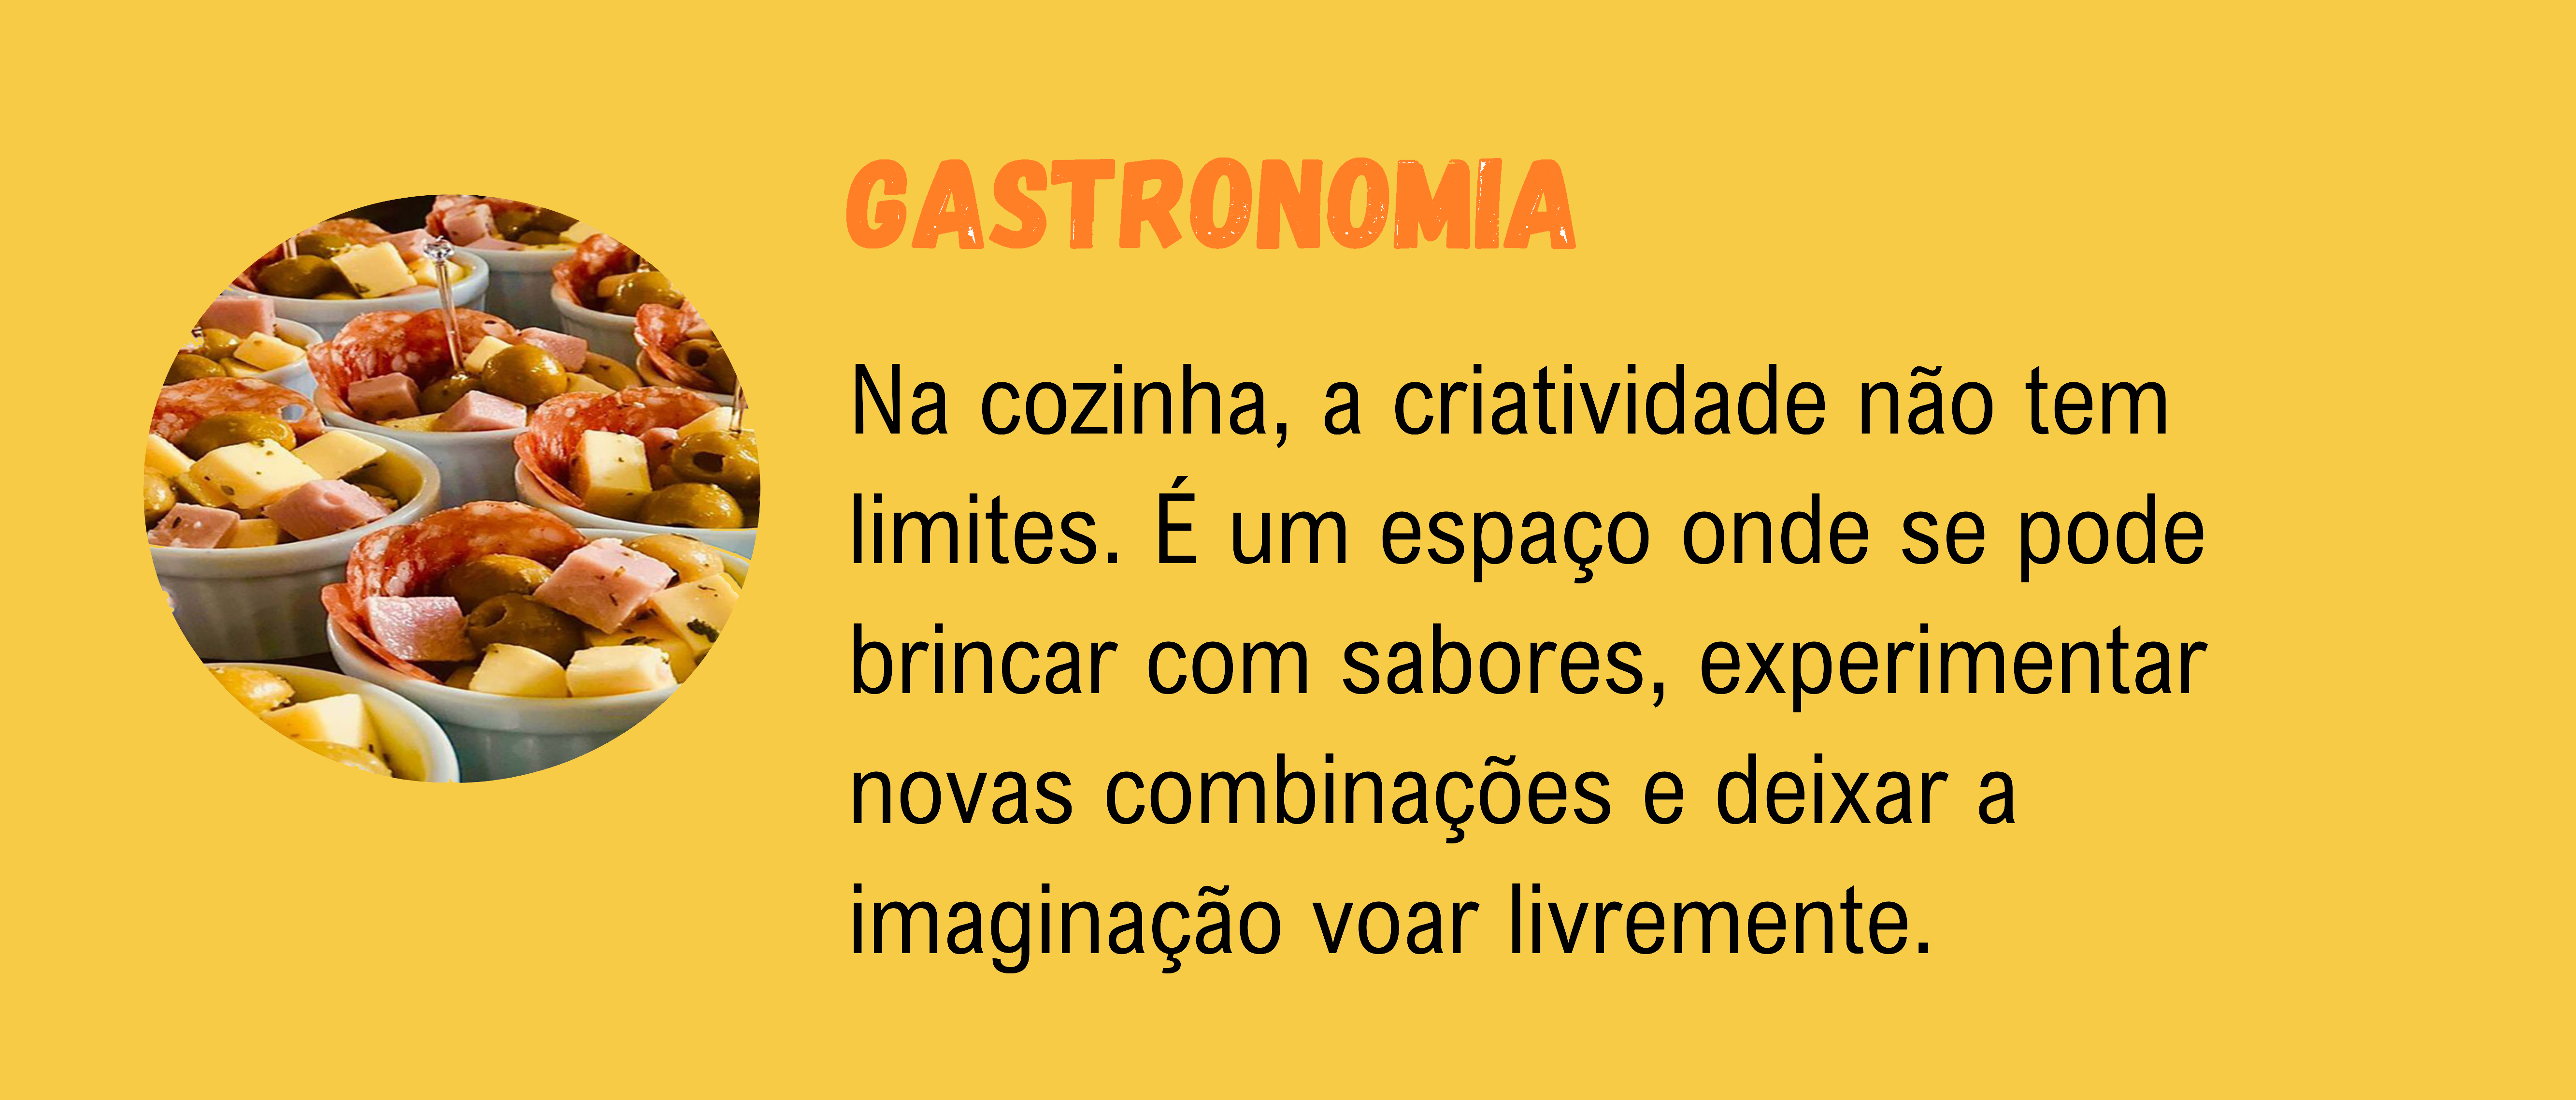 GASTRONOMIA
Na cozinha, a criatividade não tem
limites. É um espaço onde se pode
brincar com sabores, experimentar
novas combinações e deixar a
imaginação voar livremente.